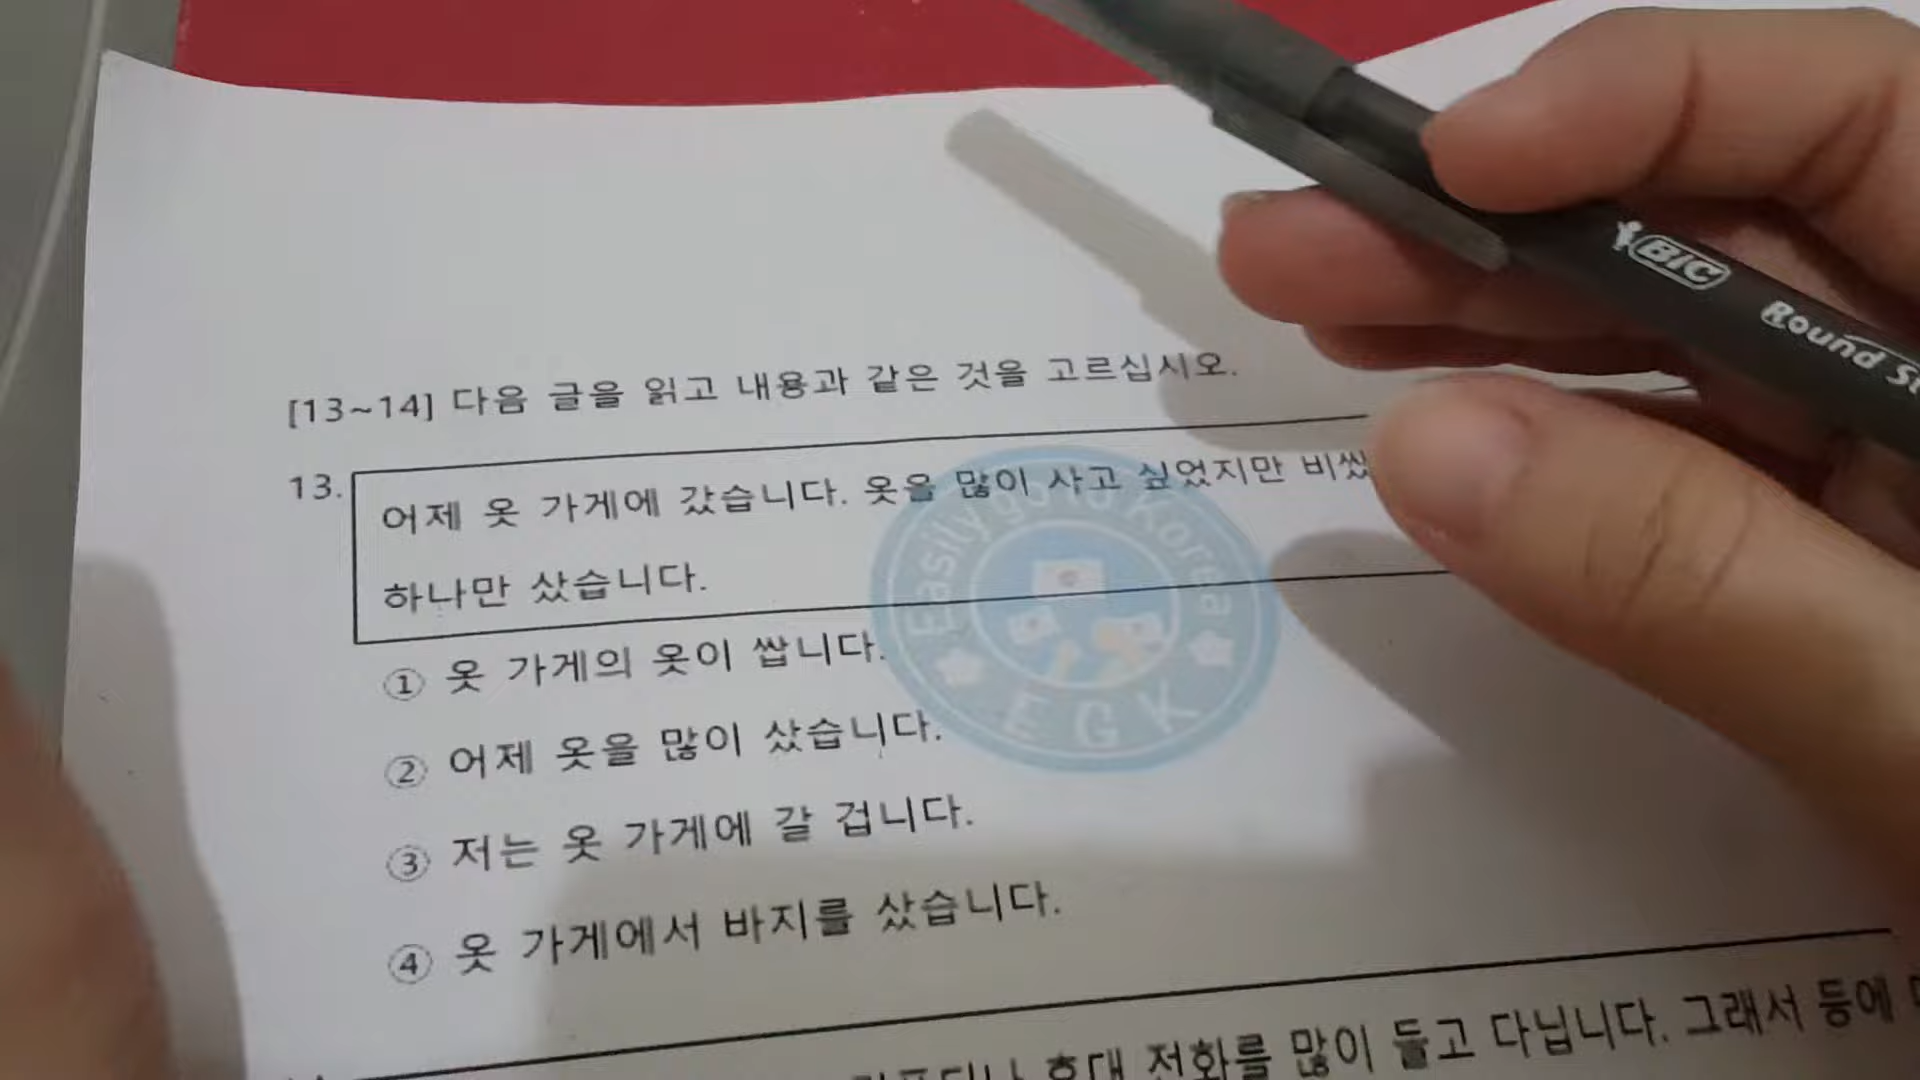 [13~14] 다음 글을 읽고 내용과 같은 것을 고르십시오.
13. 어제 옷 가게에 갔습니다. 옷을 많이 사고 싶었지만
하나만 샀습니다.
① 옷 가게의 옷이 쌉니다.
② 어제 옷을 많이 샀습니다.
③ 저는 옷 가게에 갈 겁니다.
④ 옷 가게에서 바지를 샀습니다.
전화를 많이 들고 다닙니다. 그래서 등에
BIC
Round
Easily go to Korea
EGK